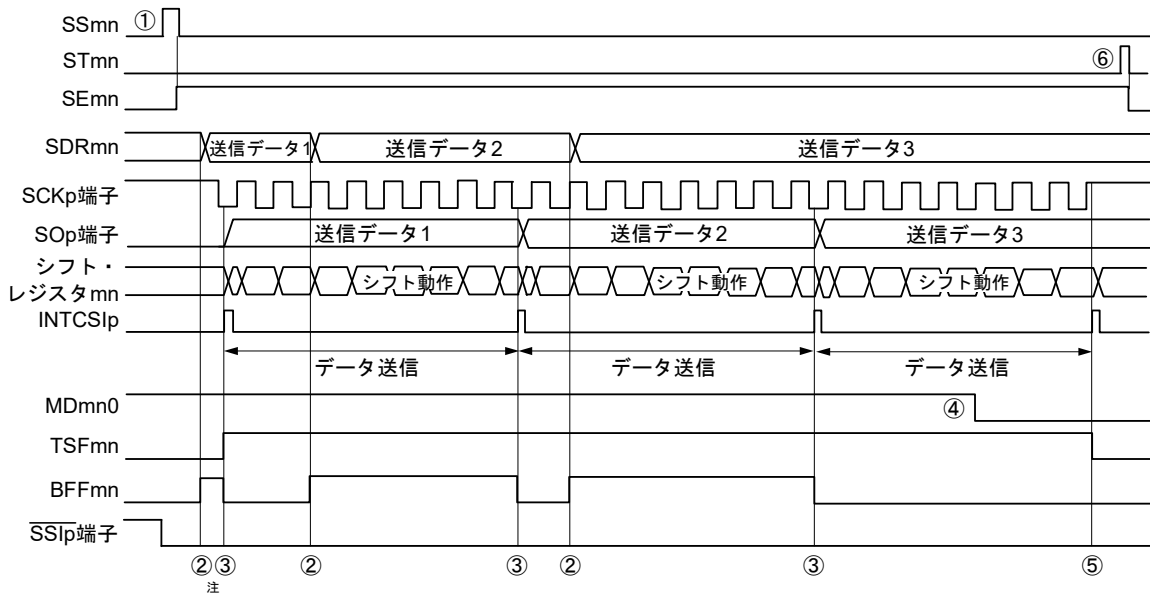 SSmn ①
STmn ⑥
SEmn
SDRmn 送信データ1 送信データ2 送信データ3
SCKp端子
SOp端子 送信データ1 送信データ2 送信データ3
シフト・
レジスタmn シフト動作 シフト動作 シフト動作
INTCSIp
データ送信 データ送信 データ送信
MDmn0 ④
TSFmn
BFFmn
SSIp端子
② ③ ② ③ ② ③ ⑤
注